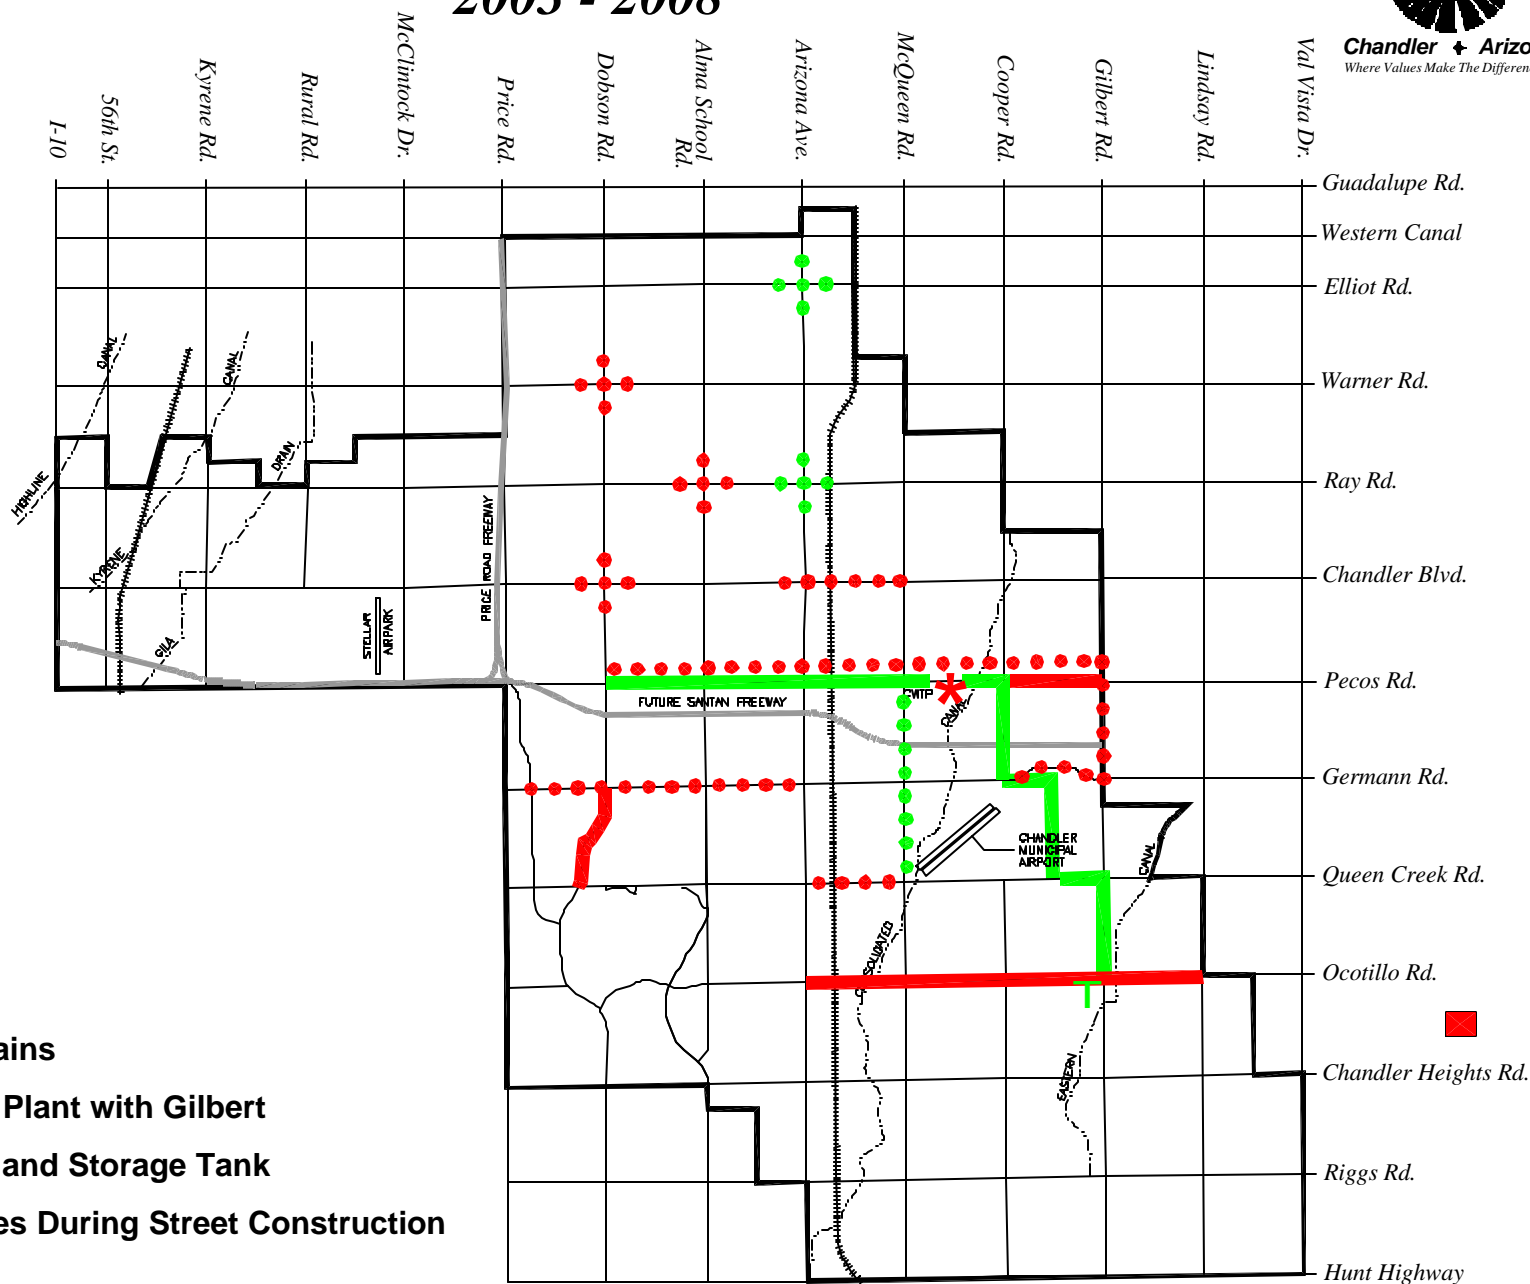 2003 - 2008
Chandler Arizo
Where Values Make The Differen
I-10
56th St.
Kyrene Rd.
Rural Rd.
McClintock Dr.
Price Rd.
Dobson Rd.
Alma School
Rd.
Arizona Ave.
McQueen Rd.
Cooper Rd.
Gilbert Rd.
Lindsay Rd.
Val Vista Dr.
Guadalupe Rd.
Western Canal
Elliot Rd.
Warner Rd.
Ray Rd.
Chandler Blvd.
Pecos Rd.
Germann Rd.
Queen Creek Rd.
Ocotillo Rd.
Chandler Heights Rd.
Riggs Rd.
Hunt Highway
CANAL
HIGHLINE
CANAL
KYRENE
DRAIN
GILA
STELLAR
AIRPARK
PRICE ROAD FREEWAY
FUTURE SANTAN FREEWAY
CWTP
CANAL
CHANDLER
MUNICIPAL
AIRPORT
CANAL
EASTERN
T
ains
Plant with Gilbert
and Storage Tank
es During Street Construction